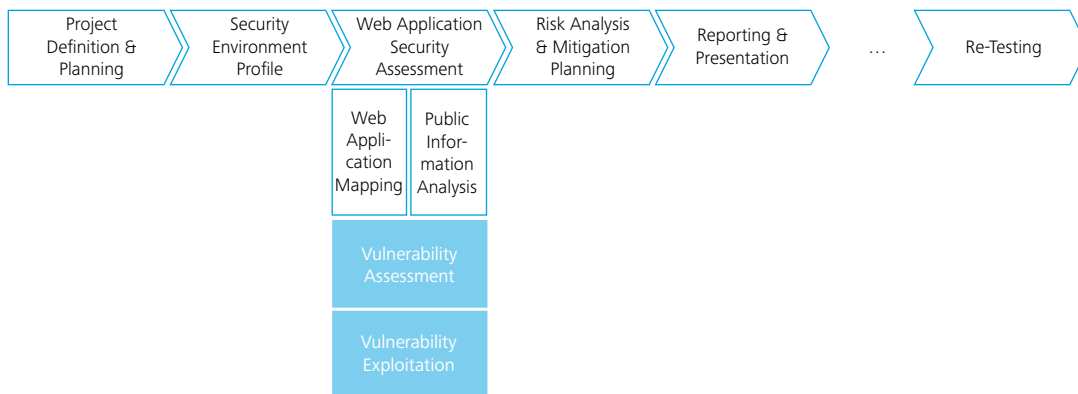 Project
Definition &
Planning
Security
Environment
Profile
Web Application
Security
Assessment
Risk Analysis
& Mitigation
Planning
Reporting &
Presentation
...
Re-Testing
Web
Appli-
cation
Mapping
Public
Infor-
mation
Analysis
Vulnerability
Assessment
Vulnerability
Exploitation